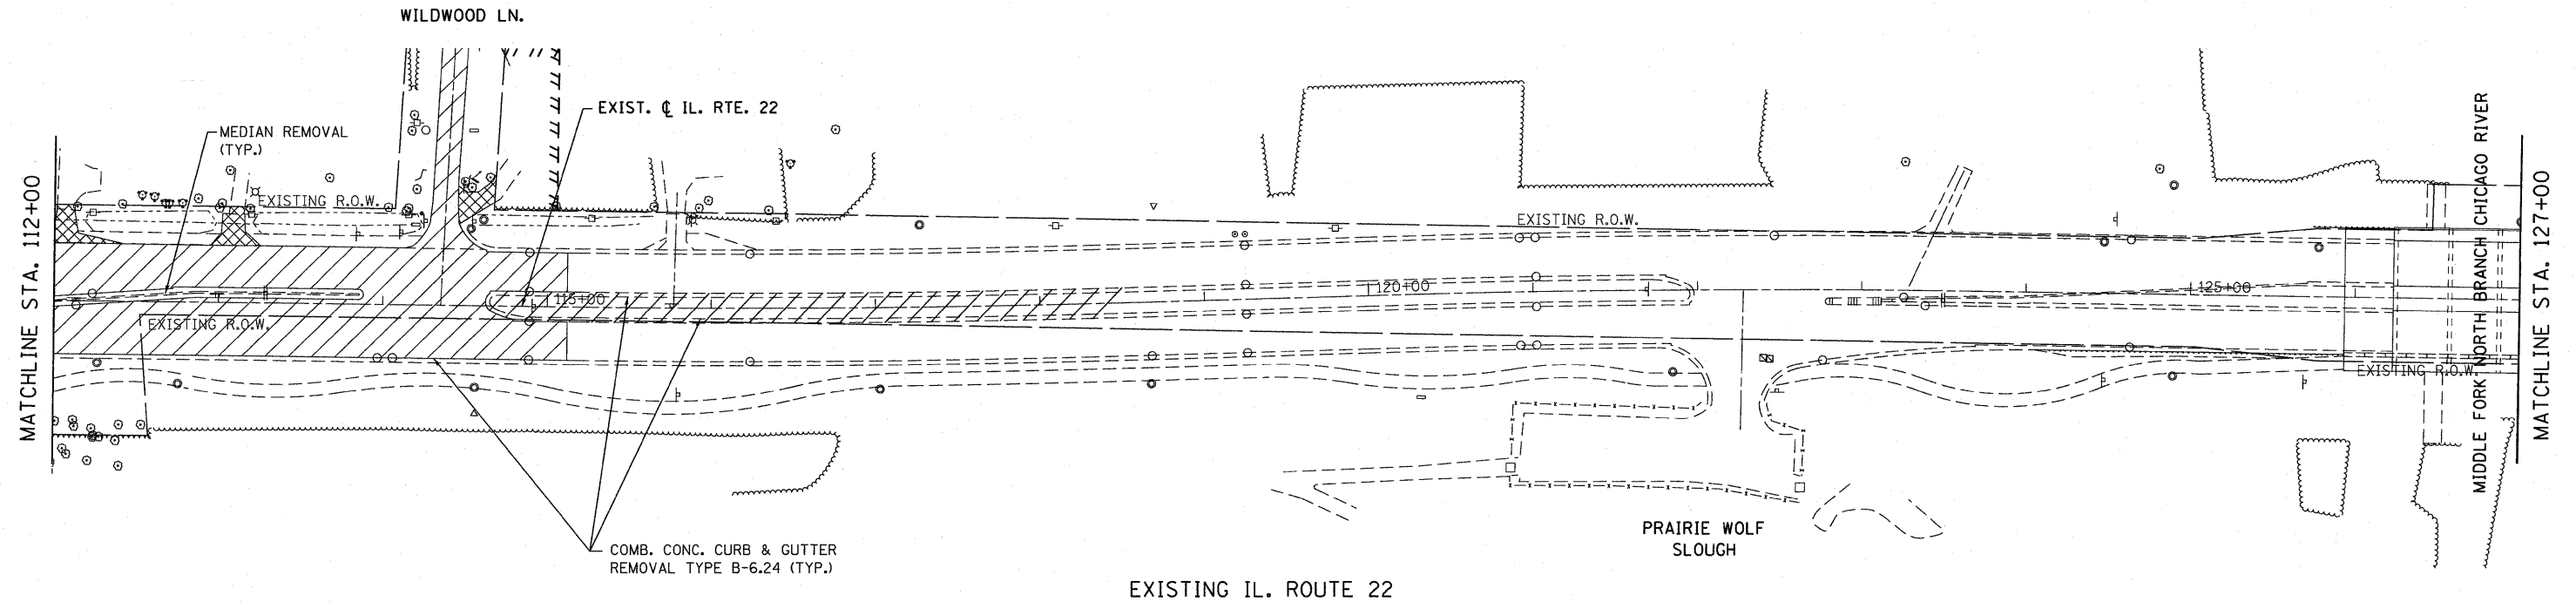 WILDWOOD LN.
EXIST. ℄ IL. RTE. 22
MEDIAN REMOVAL
(TYP.)
MATCHLINE STA. 112+00
EXISTING R.O.W.
EXISTING R.O.W.
EXISTING R.O.W.
115+00
120+00
125+00
EXISTING R.O.W.
MIDDLE FORK NORTH BRANCH CHICAGO RIVER
MATCHLINE STA. 127+00
PRAIRIE WOLF
SLOUGH
COMB. CONC. CURB & GUTTER
REMOVAL TYPE B-6.24 (TYP.)
EXISTING IL. ROUTE 22